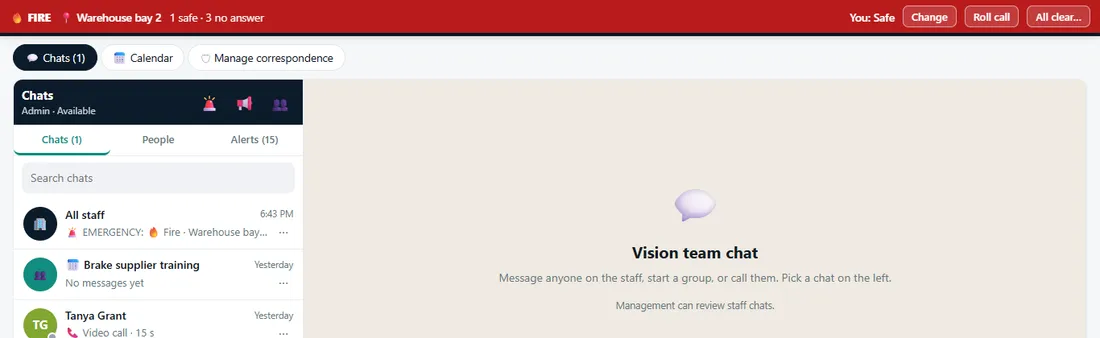 🔥 FIRE 📍 Warehouse bay 2 1 safe · 3 no answer You: Safe Change Roll call All clear...
Chats (1) Calendar Manage correspondence
Chats
Admin · Available
Chats (1) People Alerts (15)
Search chats
All staff 6:43 PM
🚨 EMERGENCY: 🔥 Fire · Warehouse bay... ...
Brake supplier training Yesterday
No messages yet ...
TG Tanya Grant Yesterday
Video call · 15 s ...
Vision team chat
Message anyone on the staff, start a group, or call them. Pick a chat on the left.
Management can review staff chats.